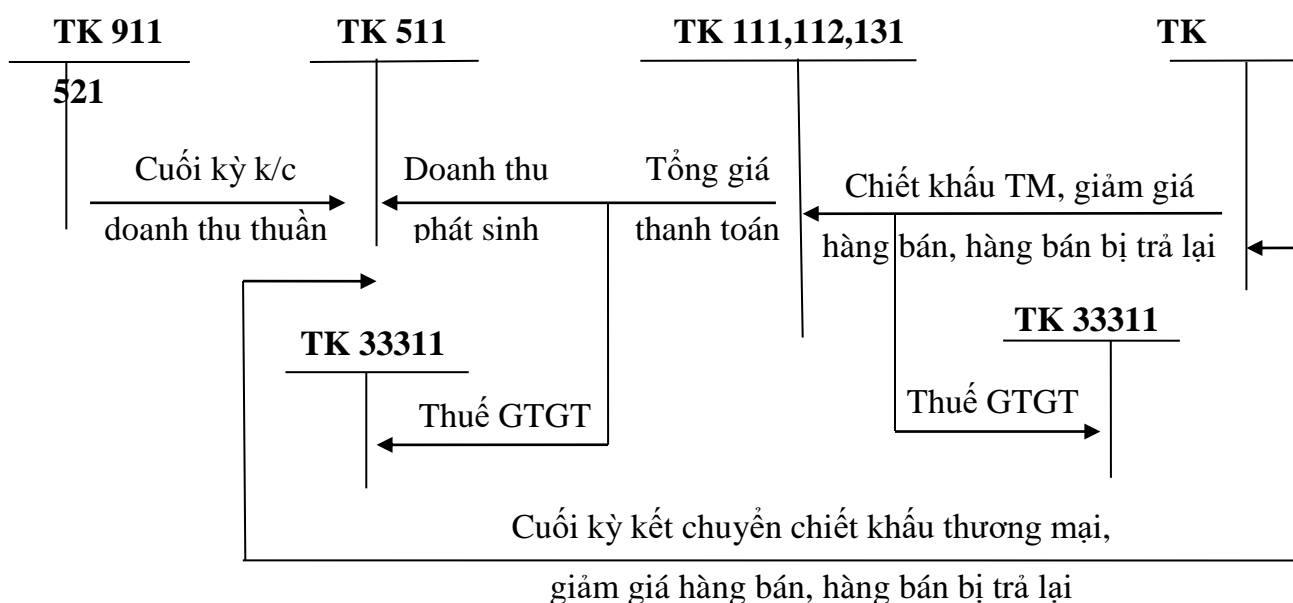 TK 911 TK 511 TK 111,112,131 TK
521
Cuối kỳ k/c Doanh thu Tổng giá Chiết khấu TM, giảm giá
doanh thu thuần phát sinh thanh toán hàng bán, hàng bán bị trả lại
TK 33311 TK 33311
Thuế GTGT Thuế GTGT
Cuối kỳ kết chuyển chiết khấu thương mại,
giảm giá hàng bán, hàng bán bị trả lại